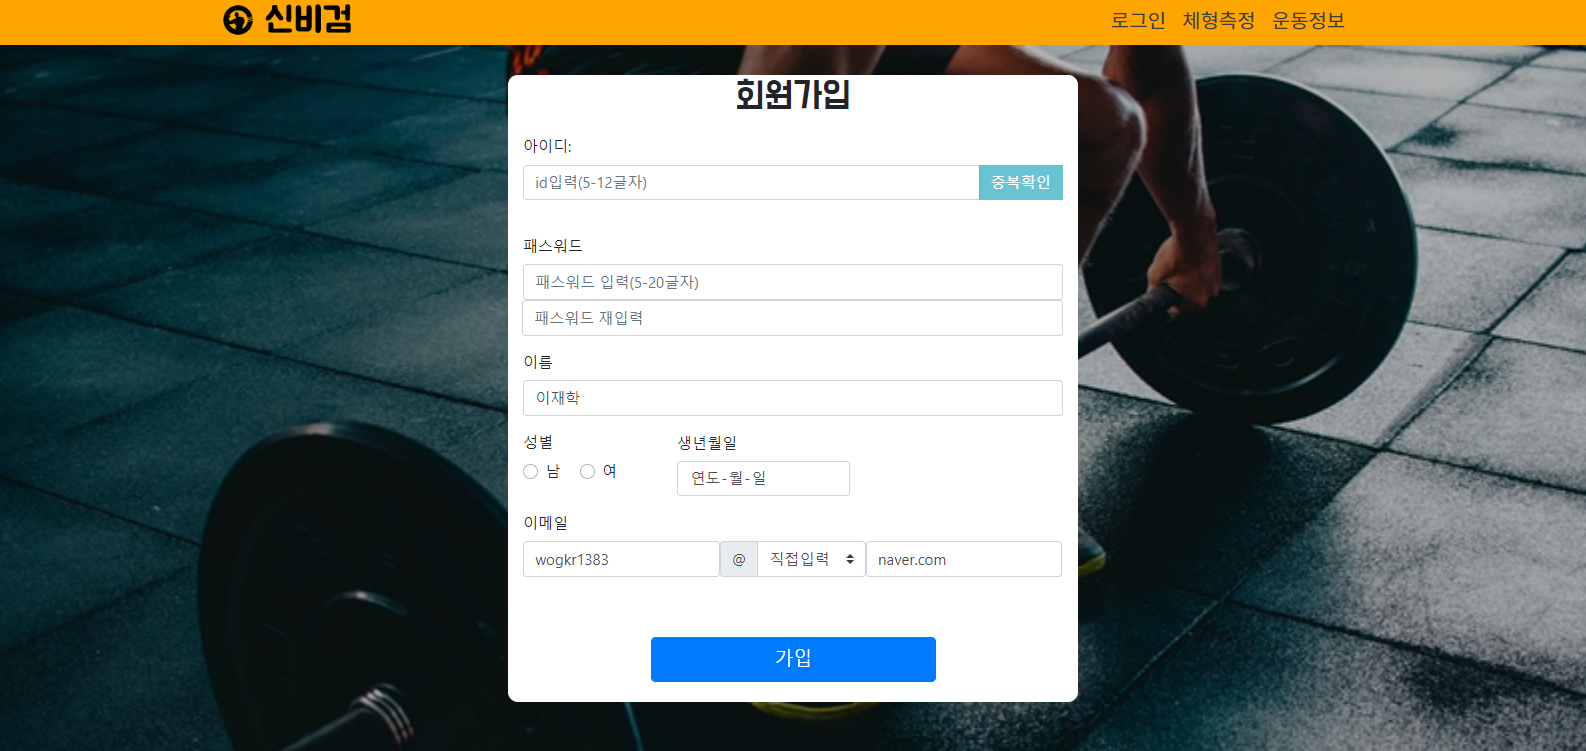 신비검
로그인 체형측정 운동정보
회원가입
아이디:
id입력(5-12글자) 중복확인
패스워드
패스워드 입력(5-20글자)
패스워드 재입력
이름
이재학
성별 생년월일
남 여 연도-월-일
이메일
wogkr1383 @ 직접입력 naver.com
가입